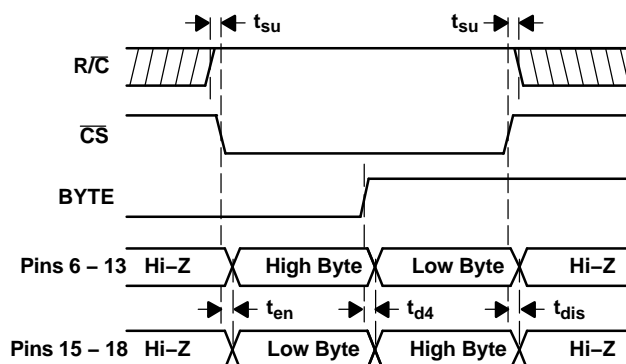 tsu tsu
R/C
CS
BYTE
Pins 6 – 13 Hi–Z High Byte Low Byte Hi–Z
ten td4 tdis
Pins 15 – 18 Hi–Z Low Byte High Byte Hi–Z